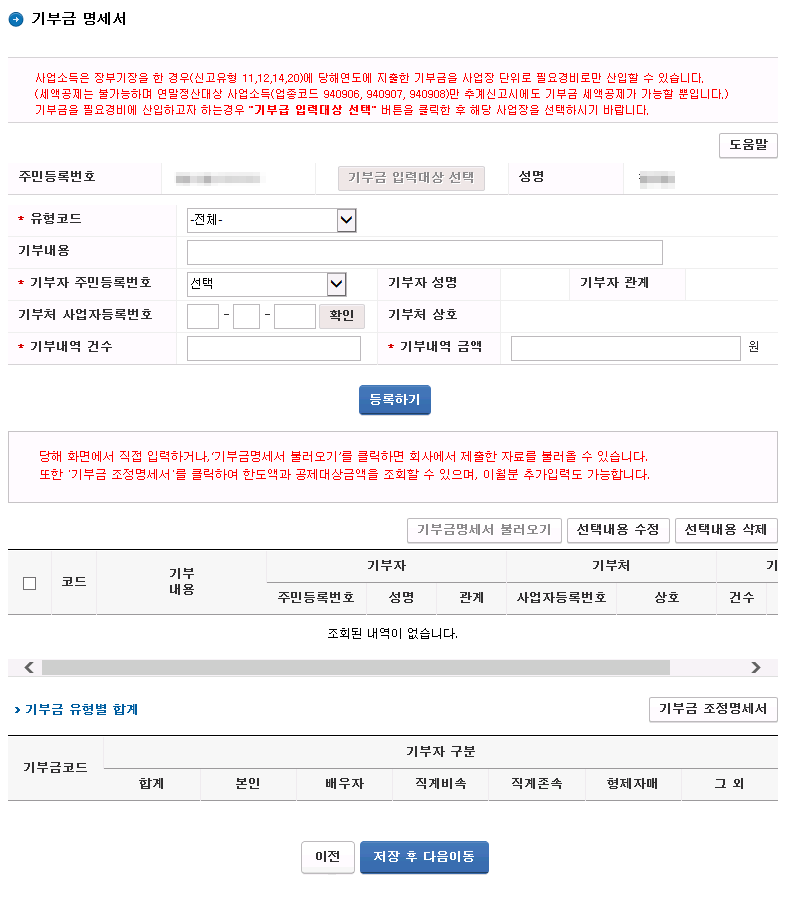 기부금 명세서
사업소득은 장부기장을 한 경우(신고유형 11,12,14,20)에 당해연도에 지출한 기부금을 사업장 단위로 필요경비로만 산입할 수 있습니다.
(세액공제는 불가능하며 연말정산대상 사업소득(업종코드 940906, 940907, 940908)만 추계신고시에도 기부금 세액공제가 가능할 뿐입니다.)
기부금을 필요경비에 산입하고자 하는경우 "기부급 입력대상 선택" 버튼을 클릭한 후 해당 사업장을 선택하시기 바랍니다.
도움말
주민등록번호 기부금 입력대상 선택 성명
* 유형코드 -전체-
기부내용
* 기부자 주민등록번호 선택 기부자 성명 기부자 관계
기부처 사업자등록번호 - - 확인 기부처 상호
* 기부내역 건수 * 기부내역 금액 원
등록하기
당해 화면에서 직접 입력하거나,'기부금명세서 불러오기'를 클릭하면 회사에서 제출한 자료를 불러올 수 있습니다.
또한 '기부금 조정명세서'를 클릭하여 한도액과 공제대상금액을 조회할 수 있으며, 이월분 추가입력도 가능합니다.
기부금명세서 불러오기 선택내용 수정 선택내용 삭제
코드 기부 내용 기부자 기부처 기
주민등록번호 성명 관계 사업자등록번호 상호 건수
조회된 내역이 없습니다.
기부금 유형별 합계 기부금 조정명세서
기부금코드 기부자 구분
합계 본인 배우자 직계비속 직계존속 형제자매 그 외
이전 저장 후 다음이동